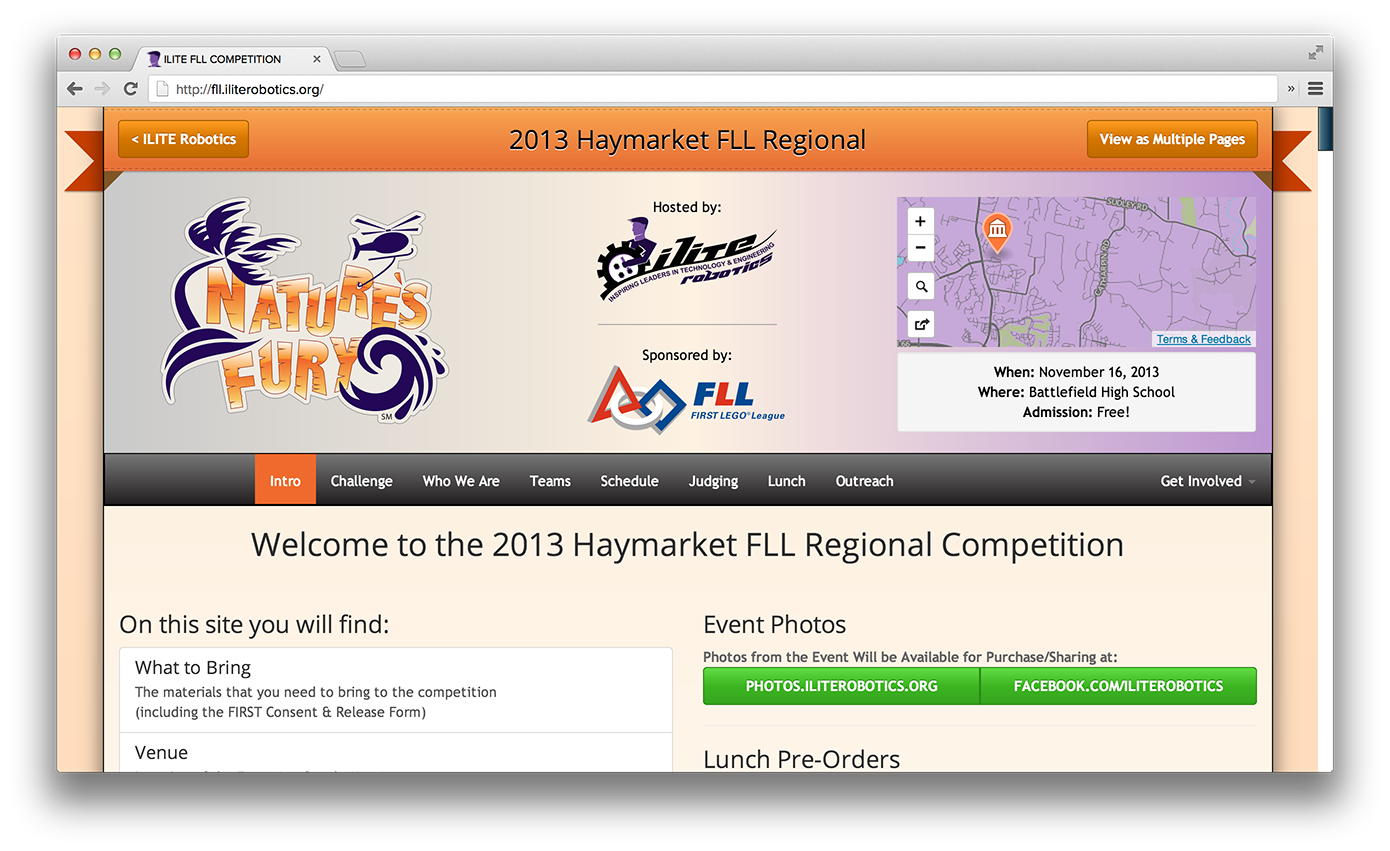 ILITE FLL COMPETITION
http://fll.iliterobotics.org/
< ILITE Robotics
2013 Haymarket FLL Regional
View as Multiple Pages
NATURE'S
FURY
SM
Hosted by:
ilite
INSPIRING LEADERS IN TECHNOLOGY & ENGINEERING
robotics
Sponsored by:
FLL
FIRST LEGO® League
SUDLEY RD
CATHARPIN RD
+
−
Terms & Feedback
When: November 16, 2013
Where: Battlefield High School
Admission: Free!
Intro
Challenge
Who We Are
Teams
Schedule
Judging
Lunch
Outreach
Get Involved
Welcome to the 2013 Haymarket FLL Regional Competition
On this site you will find:
What to Bring
The materials that you need to bring to the competition
(including the FIRST Consent & Release Form)
Venue
Event Photos
Photos from the Event Will be Available for Purchase/Sharing at:
PHOTOS.ILITEROBOTICS.ORG
FACEBOOK.COM/ILITEROBOTICS
Lunch Pre-Orders